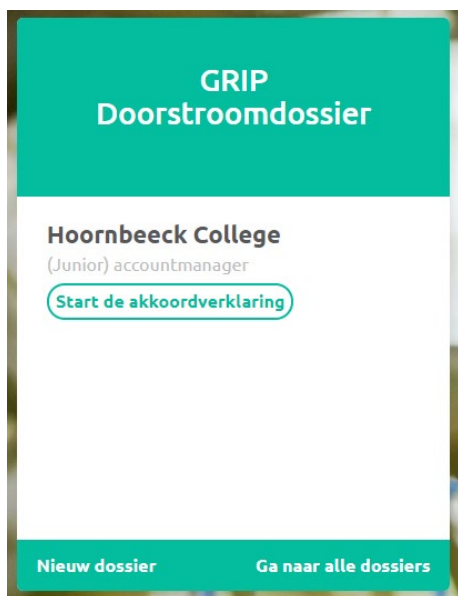 GRIP
Doorstroomdossier
Hoornbeeck College
(Junior) accountmanager
Start de akkoordverklaring
Nieuw dossier
Ga naar alle dossiers